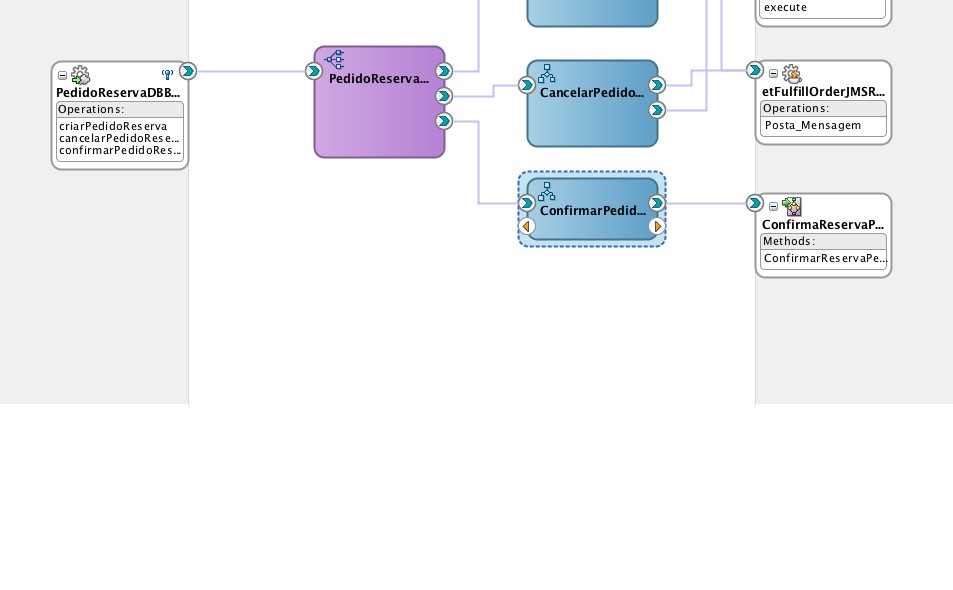 execute
PedidoReservaDBB...
Operations:
criarPedidoReserva
cancelarPedidoRese...
confirmarPedidoRes...
PedidoReserva...
CancelarPedido...
etFulfillOrderJMSR...
Operations:
Posta_Mensagem
ConfirmarPedid...
ConfirmaReservaP...
Methods:
ConfirmarReservaPe...